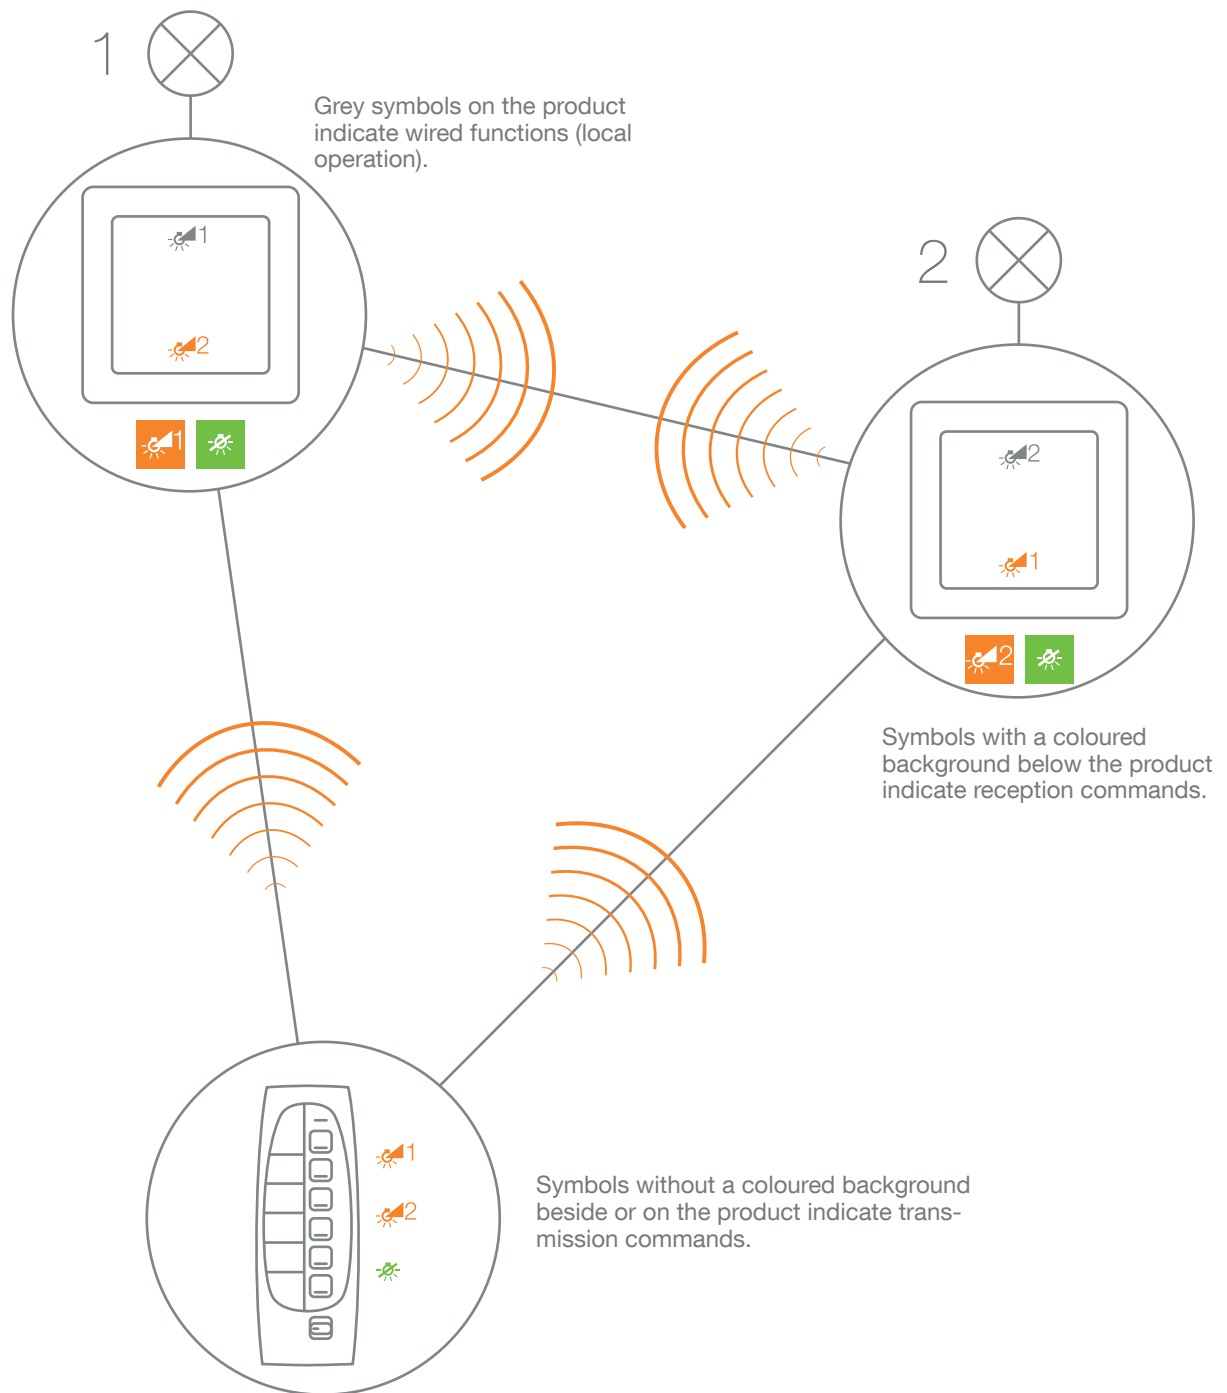 1
Grey symbols on the product
indicate wired functions (local
operation).
1
2
1
2
2
1
2
Symbols with a coloured
background below the product
indicate reception commands.
1
2
Symbols without a coloured background
beside or on the product indicate trans-
mission commands.